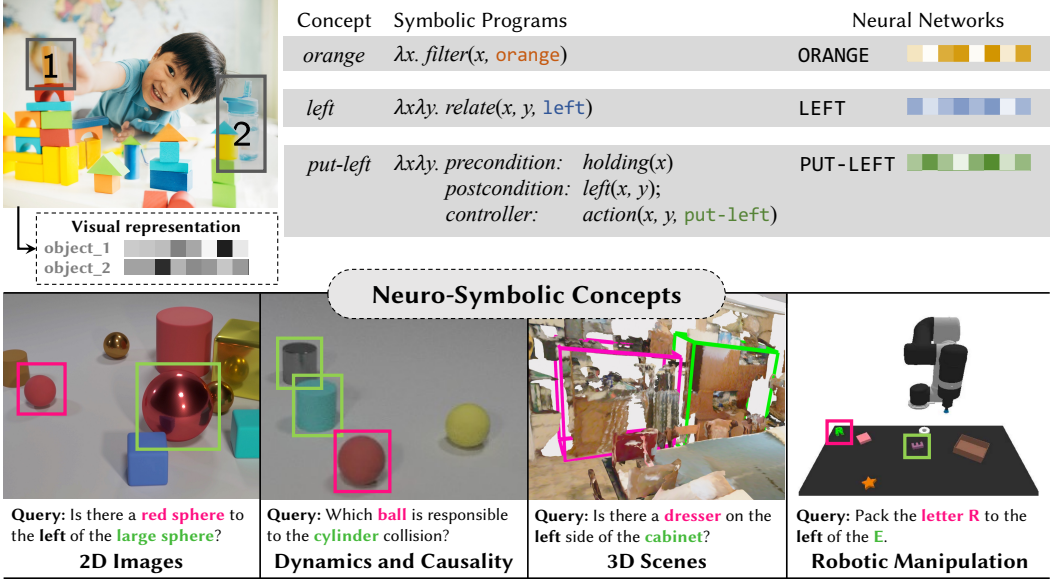 1
2
Visual representation
object_1
object_2
Concept Symbolic Programs Neural Networks
orange λx. filter(x, orange) ORANGE
left λxλy. relate(x, y, left) LEFT
put-left λxλy. precondition: holding(x) PUT-LEFT
postcondition: left(x, y);
controller: action(x, y, put-left)
Neuro-Symbolic Concepts
Query: Is there a red sphere to
the left of the large sphere?
2D Images
Query: Which ball is responsible
to the cylinder collision?
Dynamics and Causality
Query: Is there a dresser on the
left side of the cabinet?
3D Scenes
Query: Pack the letter R to the
left of the E.
Robotic Manipulation